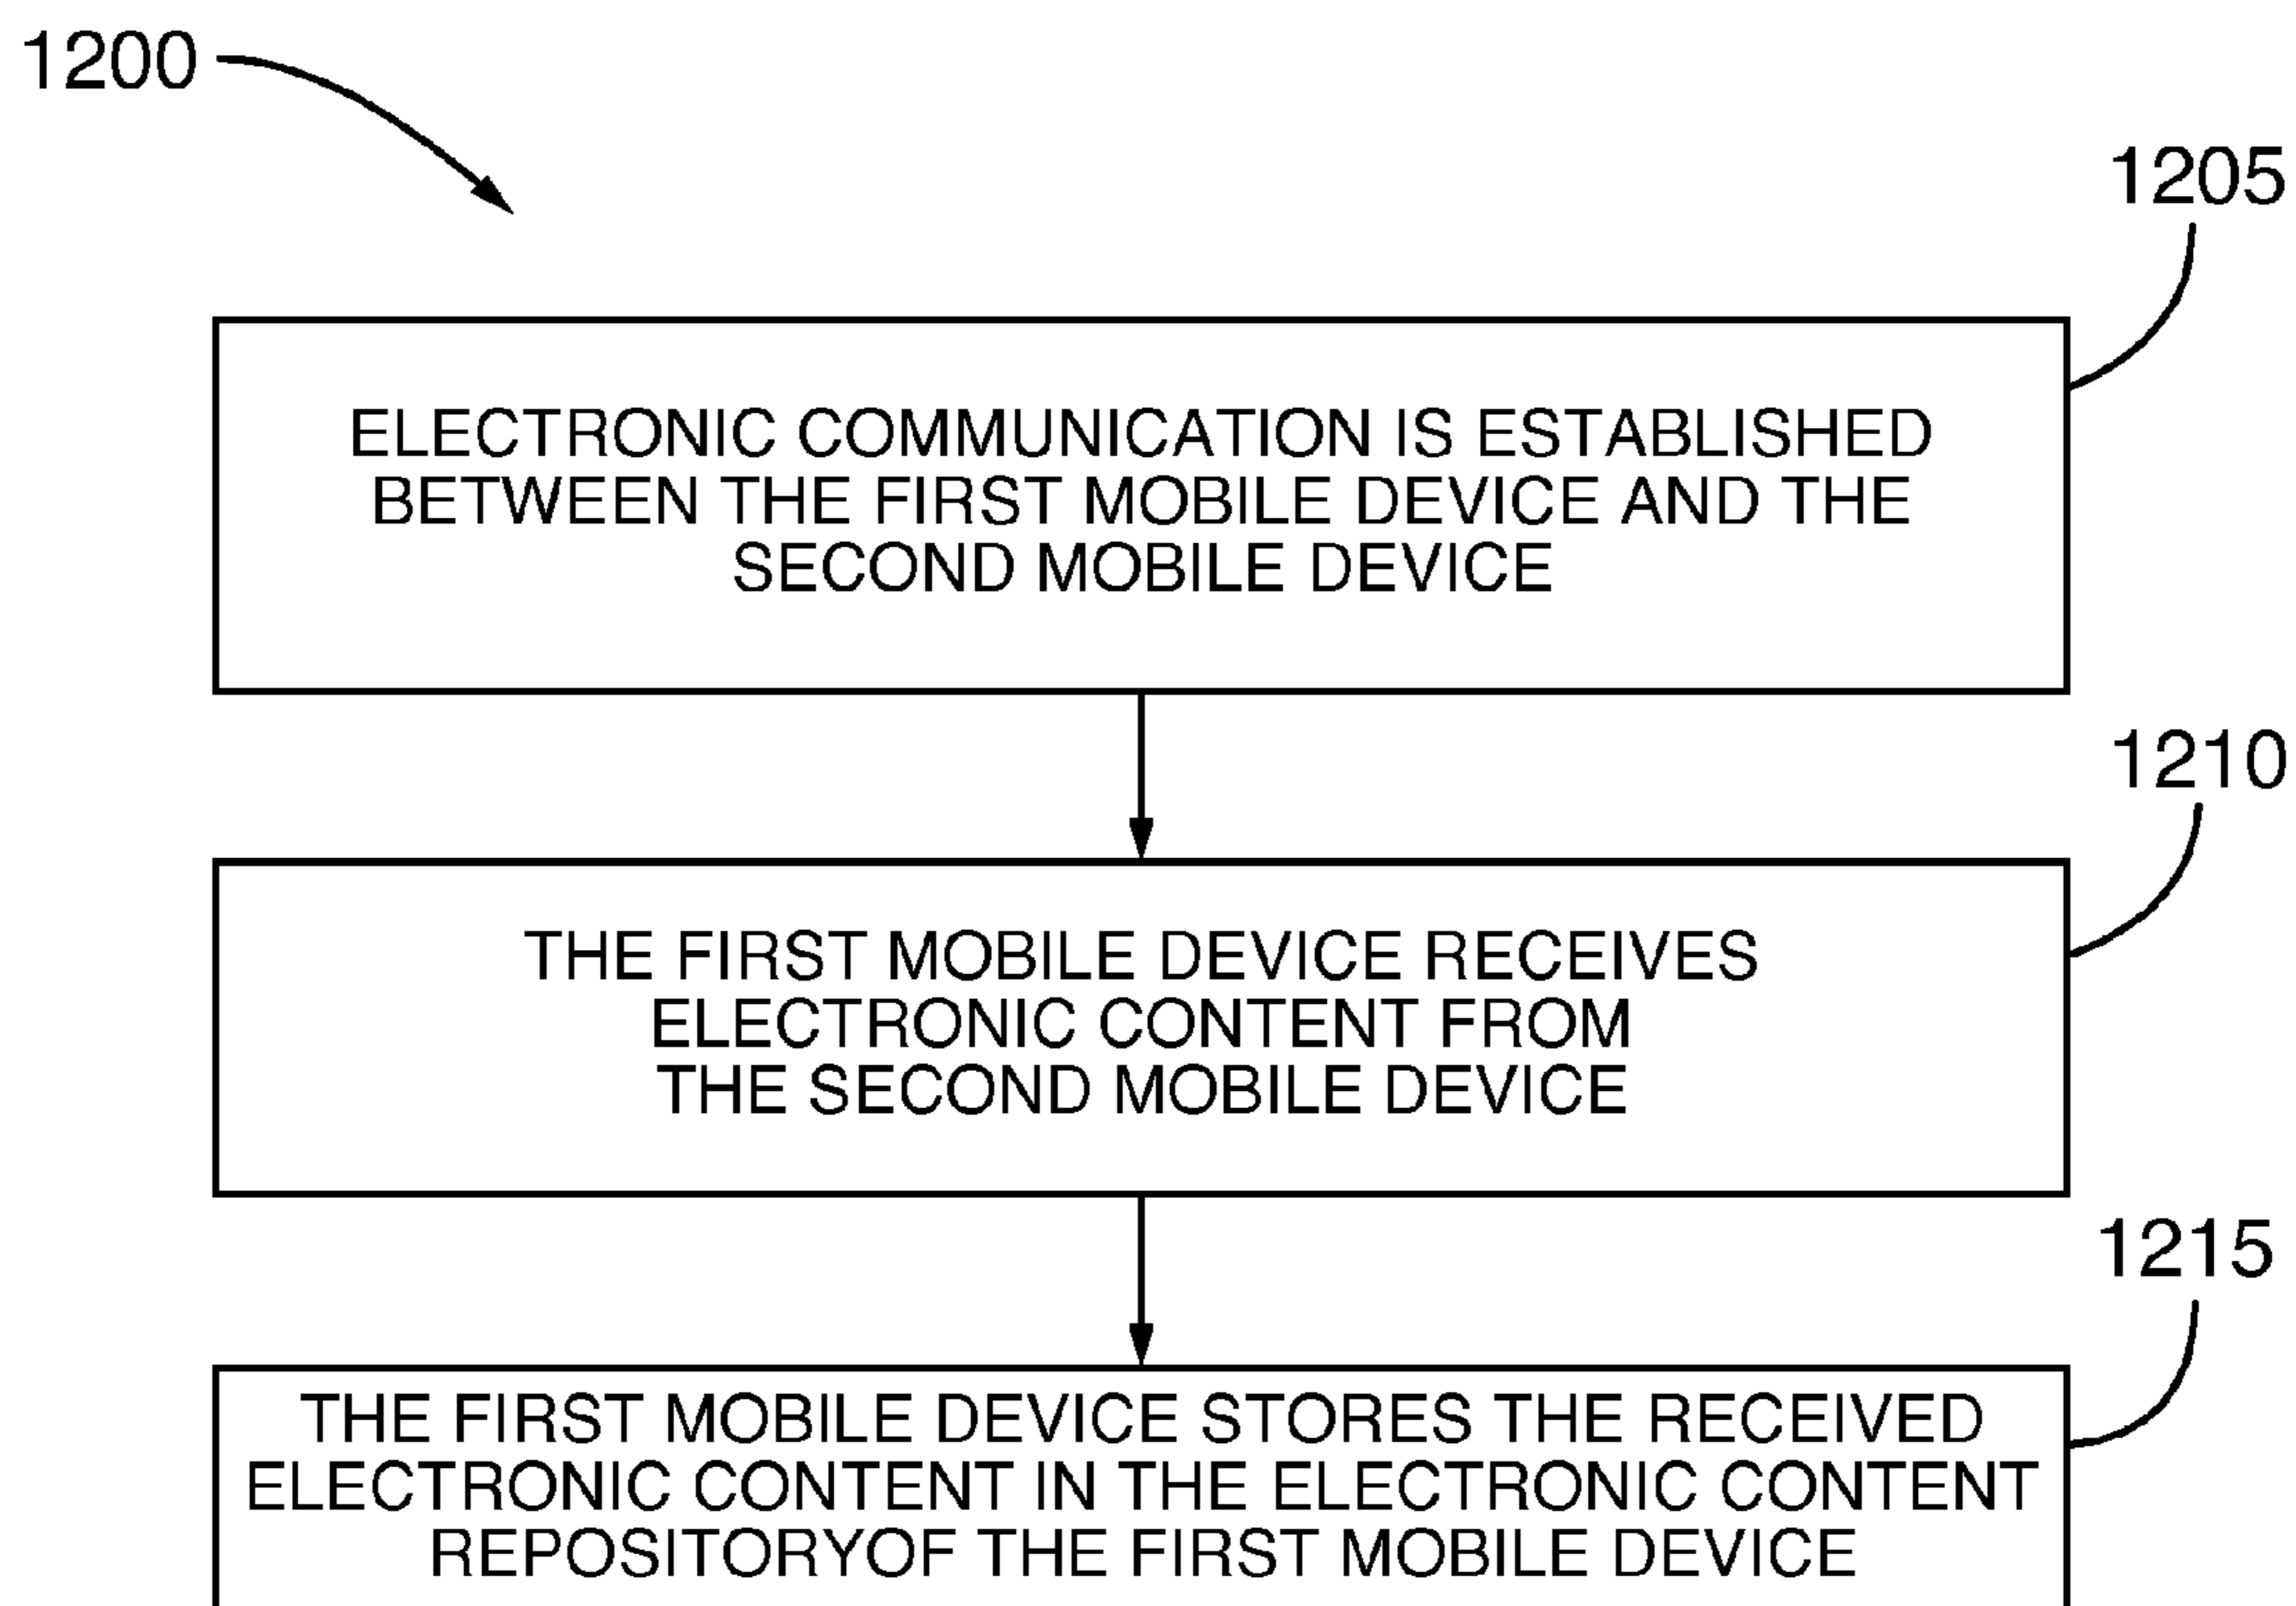 1200
1205
ELECTRONIC COMMUNICATION IS ESTABLISHED
BETWEEN THE FIRST MOBILE DEVICE AND THE
SECOND MOBILE DEVICE
1210
THE FIRST MOBILE DEVICE RECEIVES
ELECTRONIC CONTENT FROM
THE SECOND MOBILE DEVICE
1215
THE FIRST MOBILE DEVICE STORES THE RECEIVED
ELECTRONIC CONTENT IN THE ELECTRONIC CONTENT
REPOSITORYOF THE FIRST MOBILE DEVICE